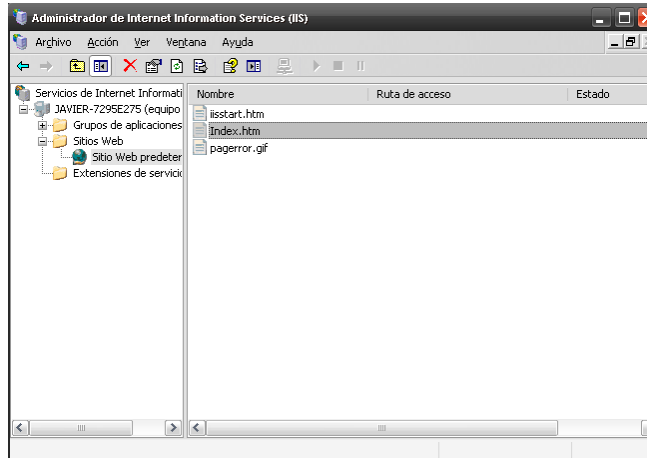 Administrador de Internet Information Services (IIS)
Archivo Acción Ver Ventana Ayuda
Servicios de Internet Informati
JAVIER-7295E275 (equipo
Grupos de aplicaciones
Sitios Web
Sitio Web predeter
Extensiones de servicic
Nombre Ruta de acceso Estado
iisstart.htm
Index.htm
pagerror.gif